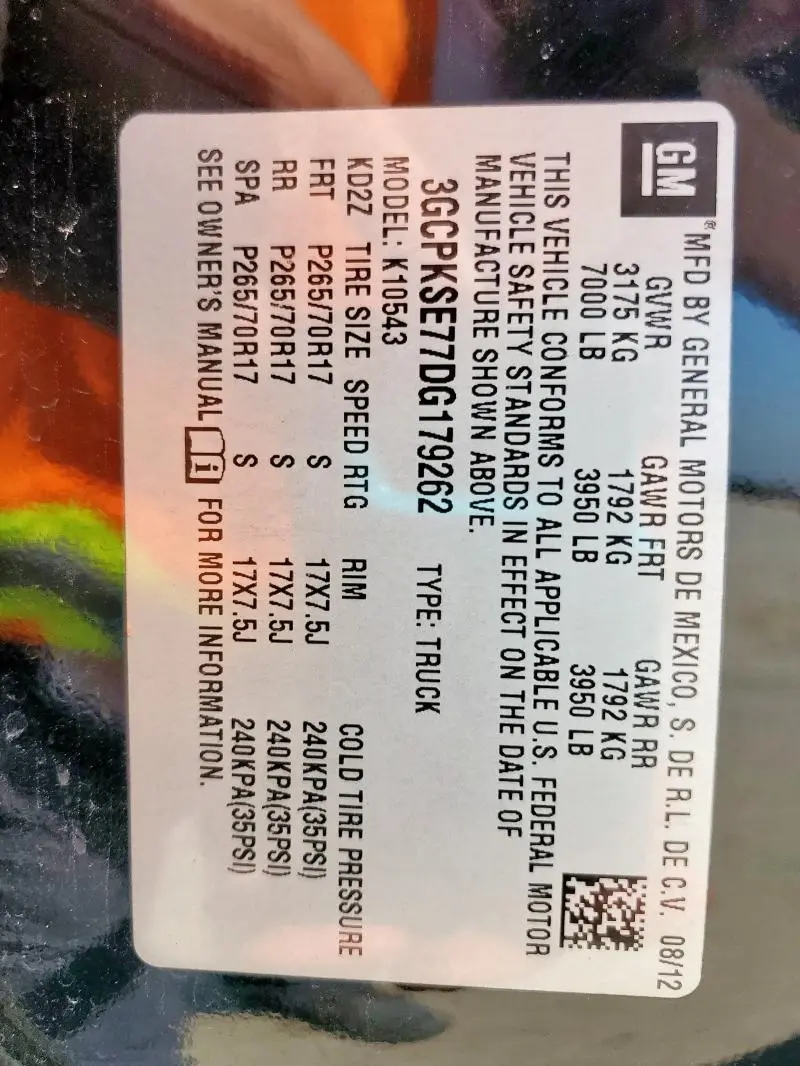 GM
®MFD BY GENERAL MOTORS DE MEXICO, S. DE R.L. DE C.V. 08/12
GVWR GAWR FRT GAWR RR
3175 KG 1792 KG 1792 KG
7000 LB 3950 LB 3950 LB
THIS VEHICLE CONFORMS TO ALL APPLICABLE U.S. FEDERAL MOTOR
VEHICLE SAFETY STANDARDS IN EFFECT ON THE DATE OF
MANUFACTURE SHOWN ABOVE.
3GCPKSE77DG179262 TYPE: TRUCK
MODEL: K10543
KD2Z TIRE SIZE SPEED RTG RIM COLD TIRE PRESSURE
FRT P265/70R17 S 17X7.5J 240KPA(35PSI)
RR P265/70R17 S 17X7.5J 240KPA(35PSI)
SPA P265/70R17 S 17X7.5J 240KPA(35PSI)
SEE OWNER'S MANUAL i FOR MORE INFORMATION.